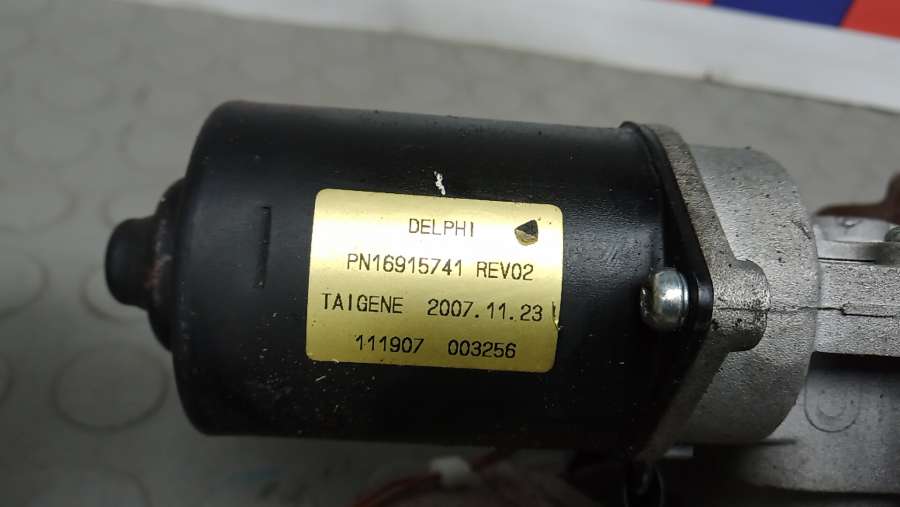 DELPHI
PN16915741 REV02
TAIGENE 2007.11.23
111907 003256